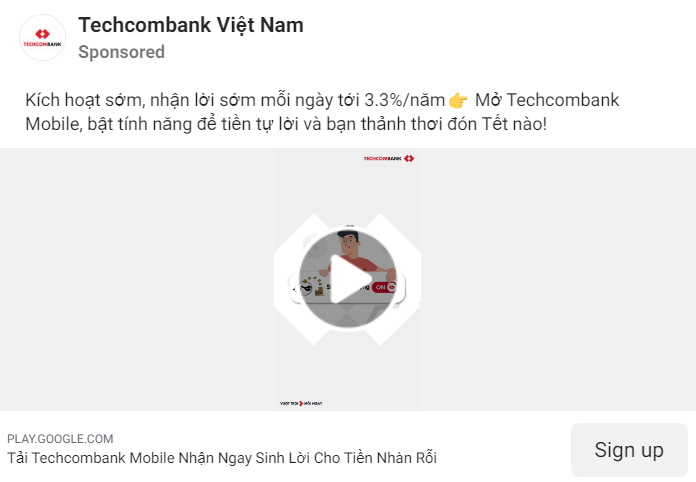 Techcombank Việt Nam
TECHCOMBANK
Sponsored
Kích hoạt sớm, nhận lời sớm mỗi ngày tới 3.3%/năm👉 Mở Techcombank
Mobile, bật tính năng để tiền tự lời và bạn thảnh thơi đón Tết nào!
TECHCOMBANK
ON
VƯỢT TRỘI MỖI NGÀY
PLAY.GOOGLE.COM
Tải Techcombank Mobile Nhận Ngay Sinh Lời Cho Tiền Nhàn Rỗi
Sign up